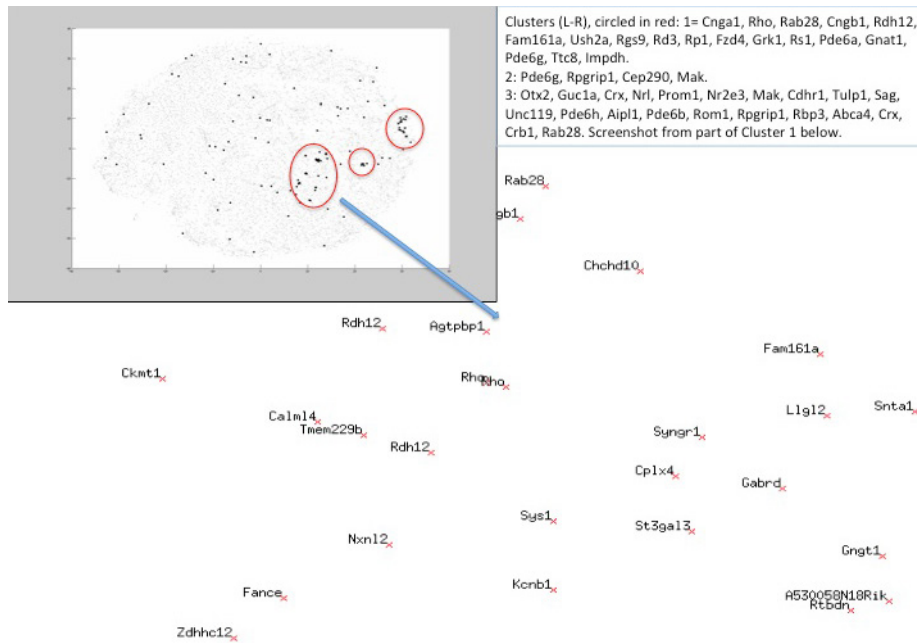 Clusters (L-R), circled in red: 1= Cnga1, Rho, Rab28, Cngb1, Rdh12,
Fam161a, Ush2a, Rgs9, Rd3, Rp1, Fzd4, Grk1, Rs1, Pde6a, Gnat1,
Pde6g, Ttc8, Impdh.
2: Pde6g, Rpgrip1, Cep290, Mak.
3: Otx2, Guc1a, Crx, Nrl, Prom1, Nr2e3, Mak, Cdhr1, Tulp1, Sag,
Unc119, Pde6h, Aipl1, Pde6b, Rom1, Rpgrip1, Rbp3, Abca4, Crx,
Crb1, Rab28. Screenshot from part of Cluster 1 below.
Rab28
gb1
Chchd10
Rdh12
Agtpbp1
Fam161a
Ckmt1
Rho
Rho
Calml4
Llgl2
Snta1
Tmem229b
Syngr1
Rdh12
Cplx4
Gabrd
Sys1
St3gal3
Nxnl2
Gngt1
Kcnb1
Fance
A530058N18Rik
Rtbdn
Zdhhc12